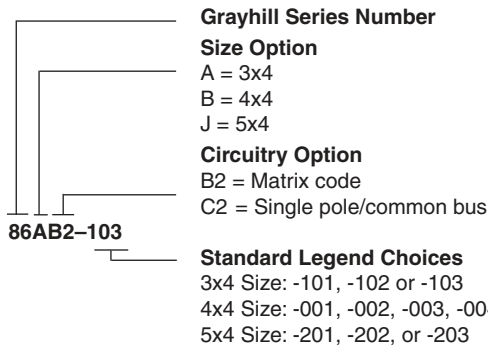 Grayhill Series Number
Size Option
A = 3x4
B = 4x4
J = 5x4
Circuitry Option
B2 = Matrix code
C2 = Single pole/common bus
86AB2–103
Standard Legend Choices
3x4 Size: -101, -102 or -103
4x4 Size: -001, -002, -003,
5x4 Size: -201, -202, or -203